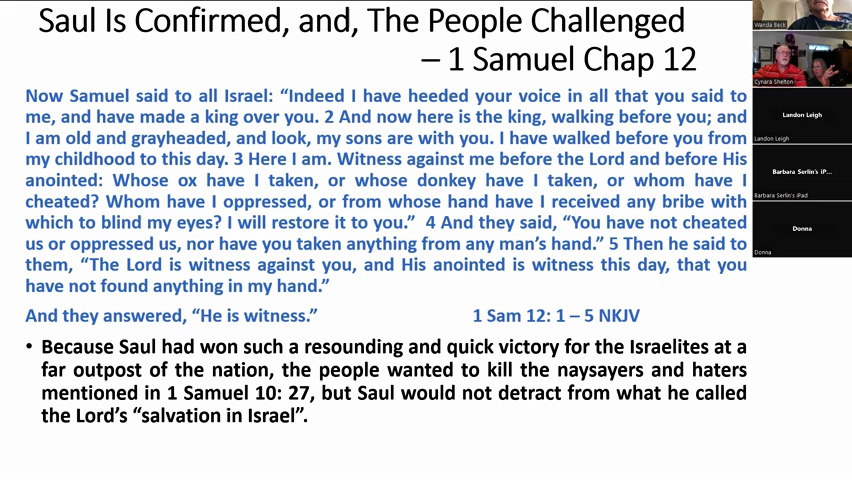 Saul Is Confirmed, and, The People Challenged
– 1 Samuel Chap 12
Now Samuel said to all Israel: “Indeed I have heeded your voice in all that you said to
me, and have made a king over you. 2 And now here is the king, walking before you; and
I am old and grayheaded, and look, my sons are with you. I have walked before you from
my childhood to this day. 3 Here I am. Witness against me before the Lord and before His
anointed: Whose ox have I taken, or whose donkey have I taken, or whom have I
cheated? Whom have I oppressed, or from whose hand have I received any bribe with
which to blind my eyes? I will restore it to you.” 4 And they said, “You have not cheated
us or oppressed us, nor have you taken anything from any man’s hand.” 5 Then he said to
them, “The Lord is witness against you, and His anointed is witness this day, that you
have not found anything in my hand.”
And they answered, “He is witness.” 1 Sam 12: 1 – 5 NKJV
• Because Saul had won such a resounding and quick victory for the Israelites at a
far outpost of the nation, the people wanted to kill the naysayers and haters
mentioned in 1 Samuel 10: 27, but Saul would not detract from what he called
the Lord’s “salvation in Israel”.
Wanda Beck
Cynara Shelton
Landon Leigh
Landon Leigh
Barbara Serlin's iP...
Barbara Serlin's iPad
Donna
Donna